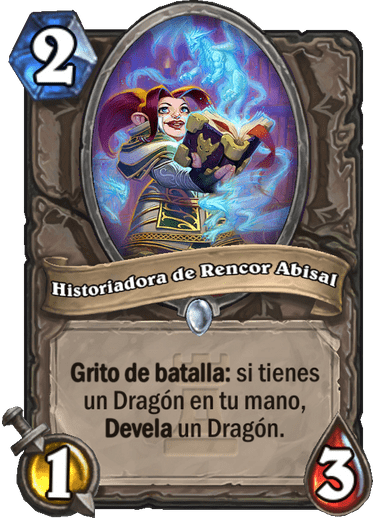 2
Historiadora de Rencor Abisal
Grito de batalla: si tienes
un Dragón en tu mano,
Devela un Dragón.
1
3